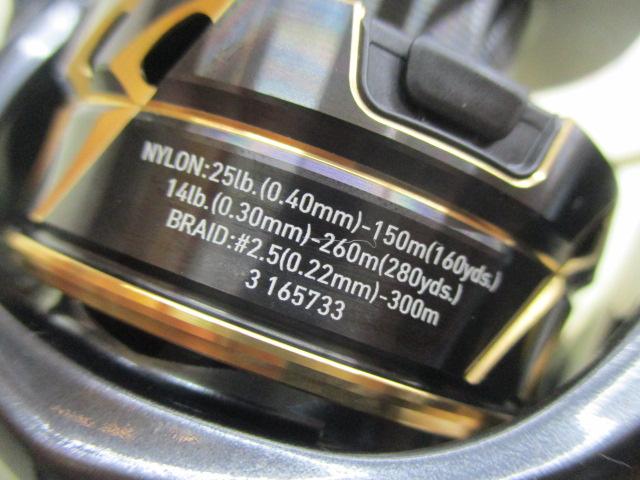 NYLON:25lb.(0.40mm)-150m(160yds.)
14lb.(0.30mm)-260m(280yds.)
BRAID:#2.5(0.22mm)-300m
3 165733